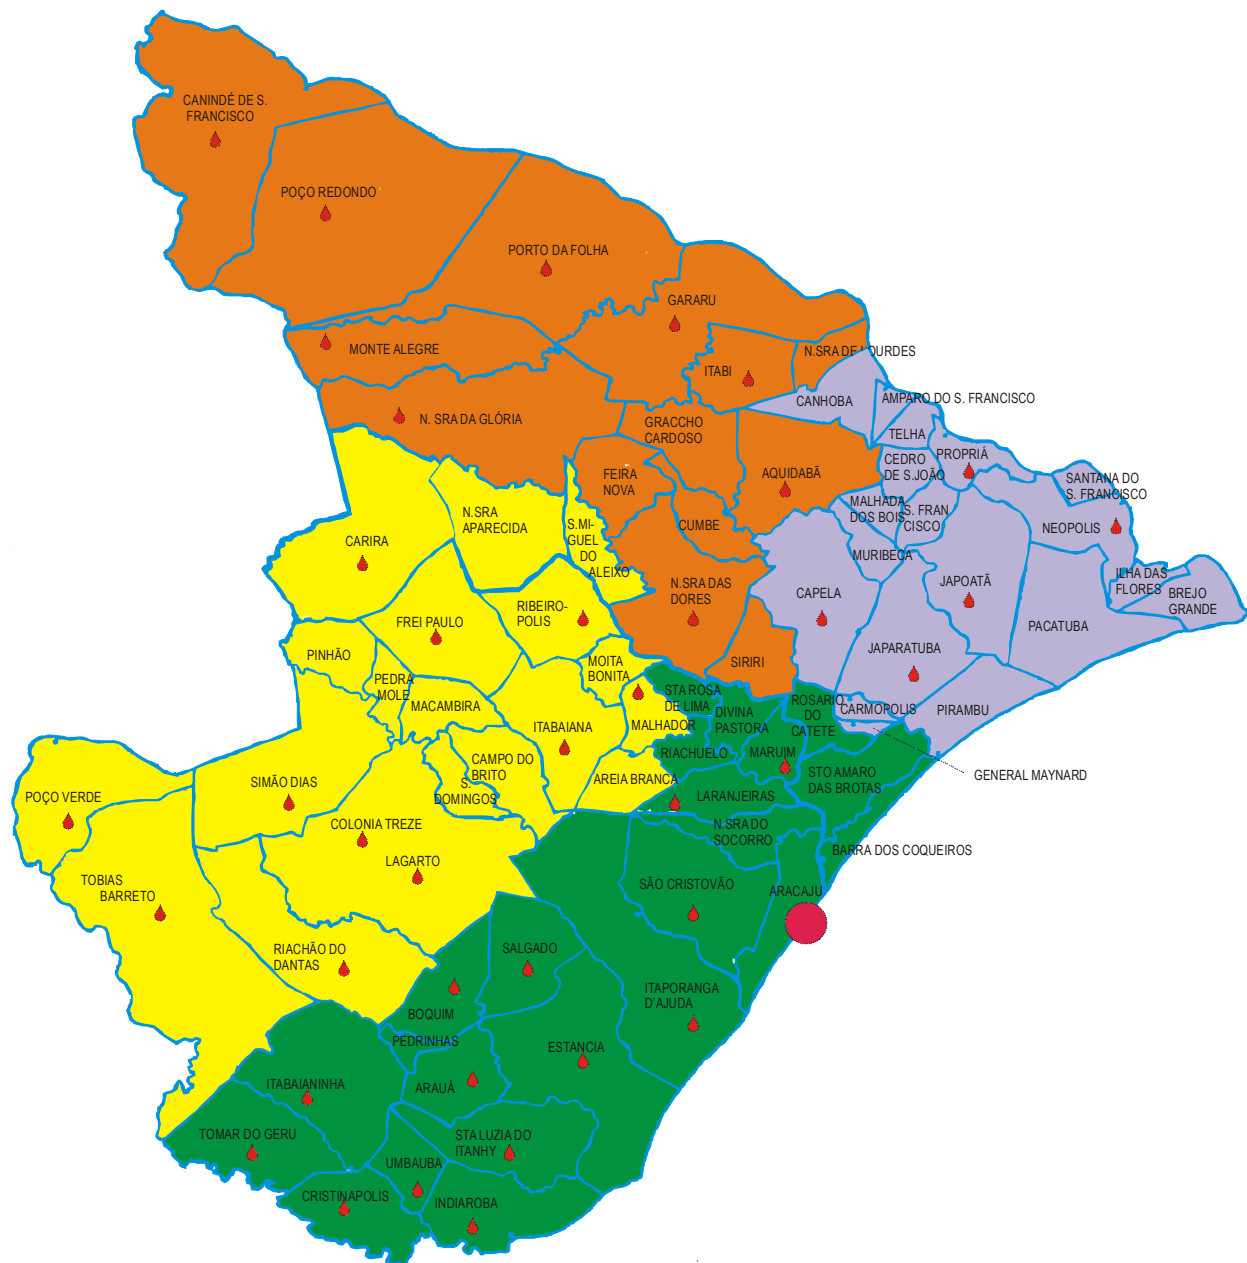 CANINDÉ DE S.
FRANCISCO
POÇO REDONDO
PORTO DA FOLHA
GARARU
MONTE ALEGRE
N.SRA DE LOURDES
ITABI
CANHOBA
AMPARO DO S. FRANCISCO
N. SRA DA GLÓRIA
GRACCHO
CARDOSO
TELHA
PROPRIÁ
CEDRO
DE S.JOÃO
AQUIDABÃ
FEIRA
NOVA
SANTANA DO
S. FRANCISCO
MALHADA
DOS BOIS
S. FRAN
CISCO
N.SRA
APARECIDA
S.MI-
GUEL
DO
ALEIXO
CUMBE
NEOPOLIS
CARIRA
MURIBECA
ILHA DAS
FLORES
BREJO
GRANDE
N.SRA DAS
DORES
CAPELA
JAPOATÃ
RIBEIRO-
POLIS
FREI PAULO
PACATUBA
PINHÃO
JAPARATUBA
MOITA
BONITA
SIRIRI
PEDRA
MOLE
STA ROSA
DE LIMA
MACAMBIRA
ROSARIO
DO
CATETE
CARMOPOLIS
PIRAMBU
DIVINA
PASTORA
ITABAIANA
MALHADOR
RIACHUELO
MARUIM
CAMPO DO
BRITO
S.
DOMINGOS
AREIA BRANCA
STO AMARO
DAS BROTAS
GENERAL MAYNARD
SIMÃO DIAS
POÇO VERDE
LARANJEIRAS
COLONIA TREZE
N.SRA DO
SOCORRO
BARRA DOS COQUEIROS
LAGARTO
TOBIAS
BARRETO
SÃO CRISTOVÃO
ARACAJU
RIACHÃO DO
DANTAS
SALGADO
ITAPORANGA
D'AJUDA
BOQUIM
PEDRINHAS
ESTANCIA
ITABAIANINHA
ARAUÁ
TOMAR DO GERU
STA LUZIA DO
ITANHY
UMBAUBA
CRISTINAPOLIS
INDIAROBA